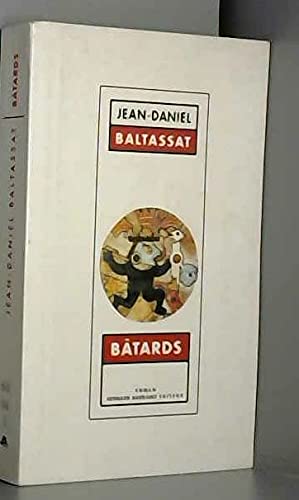 JEAN-DANIEL BALTASSAT | BÂTARDS
JEAN-DANIEL
BALTASSAT
BÂTARDS
ROMAN